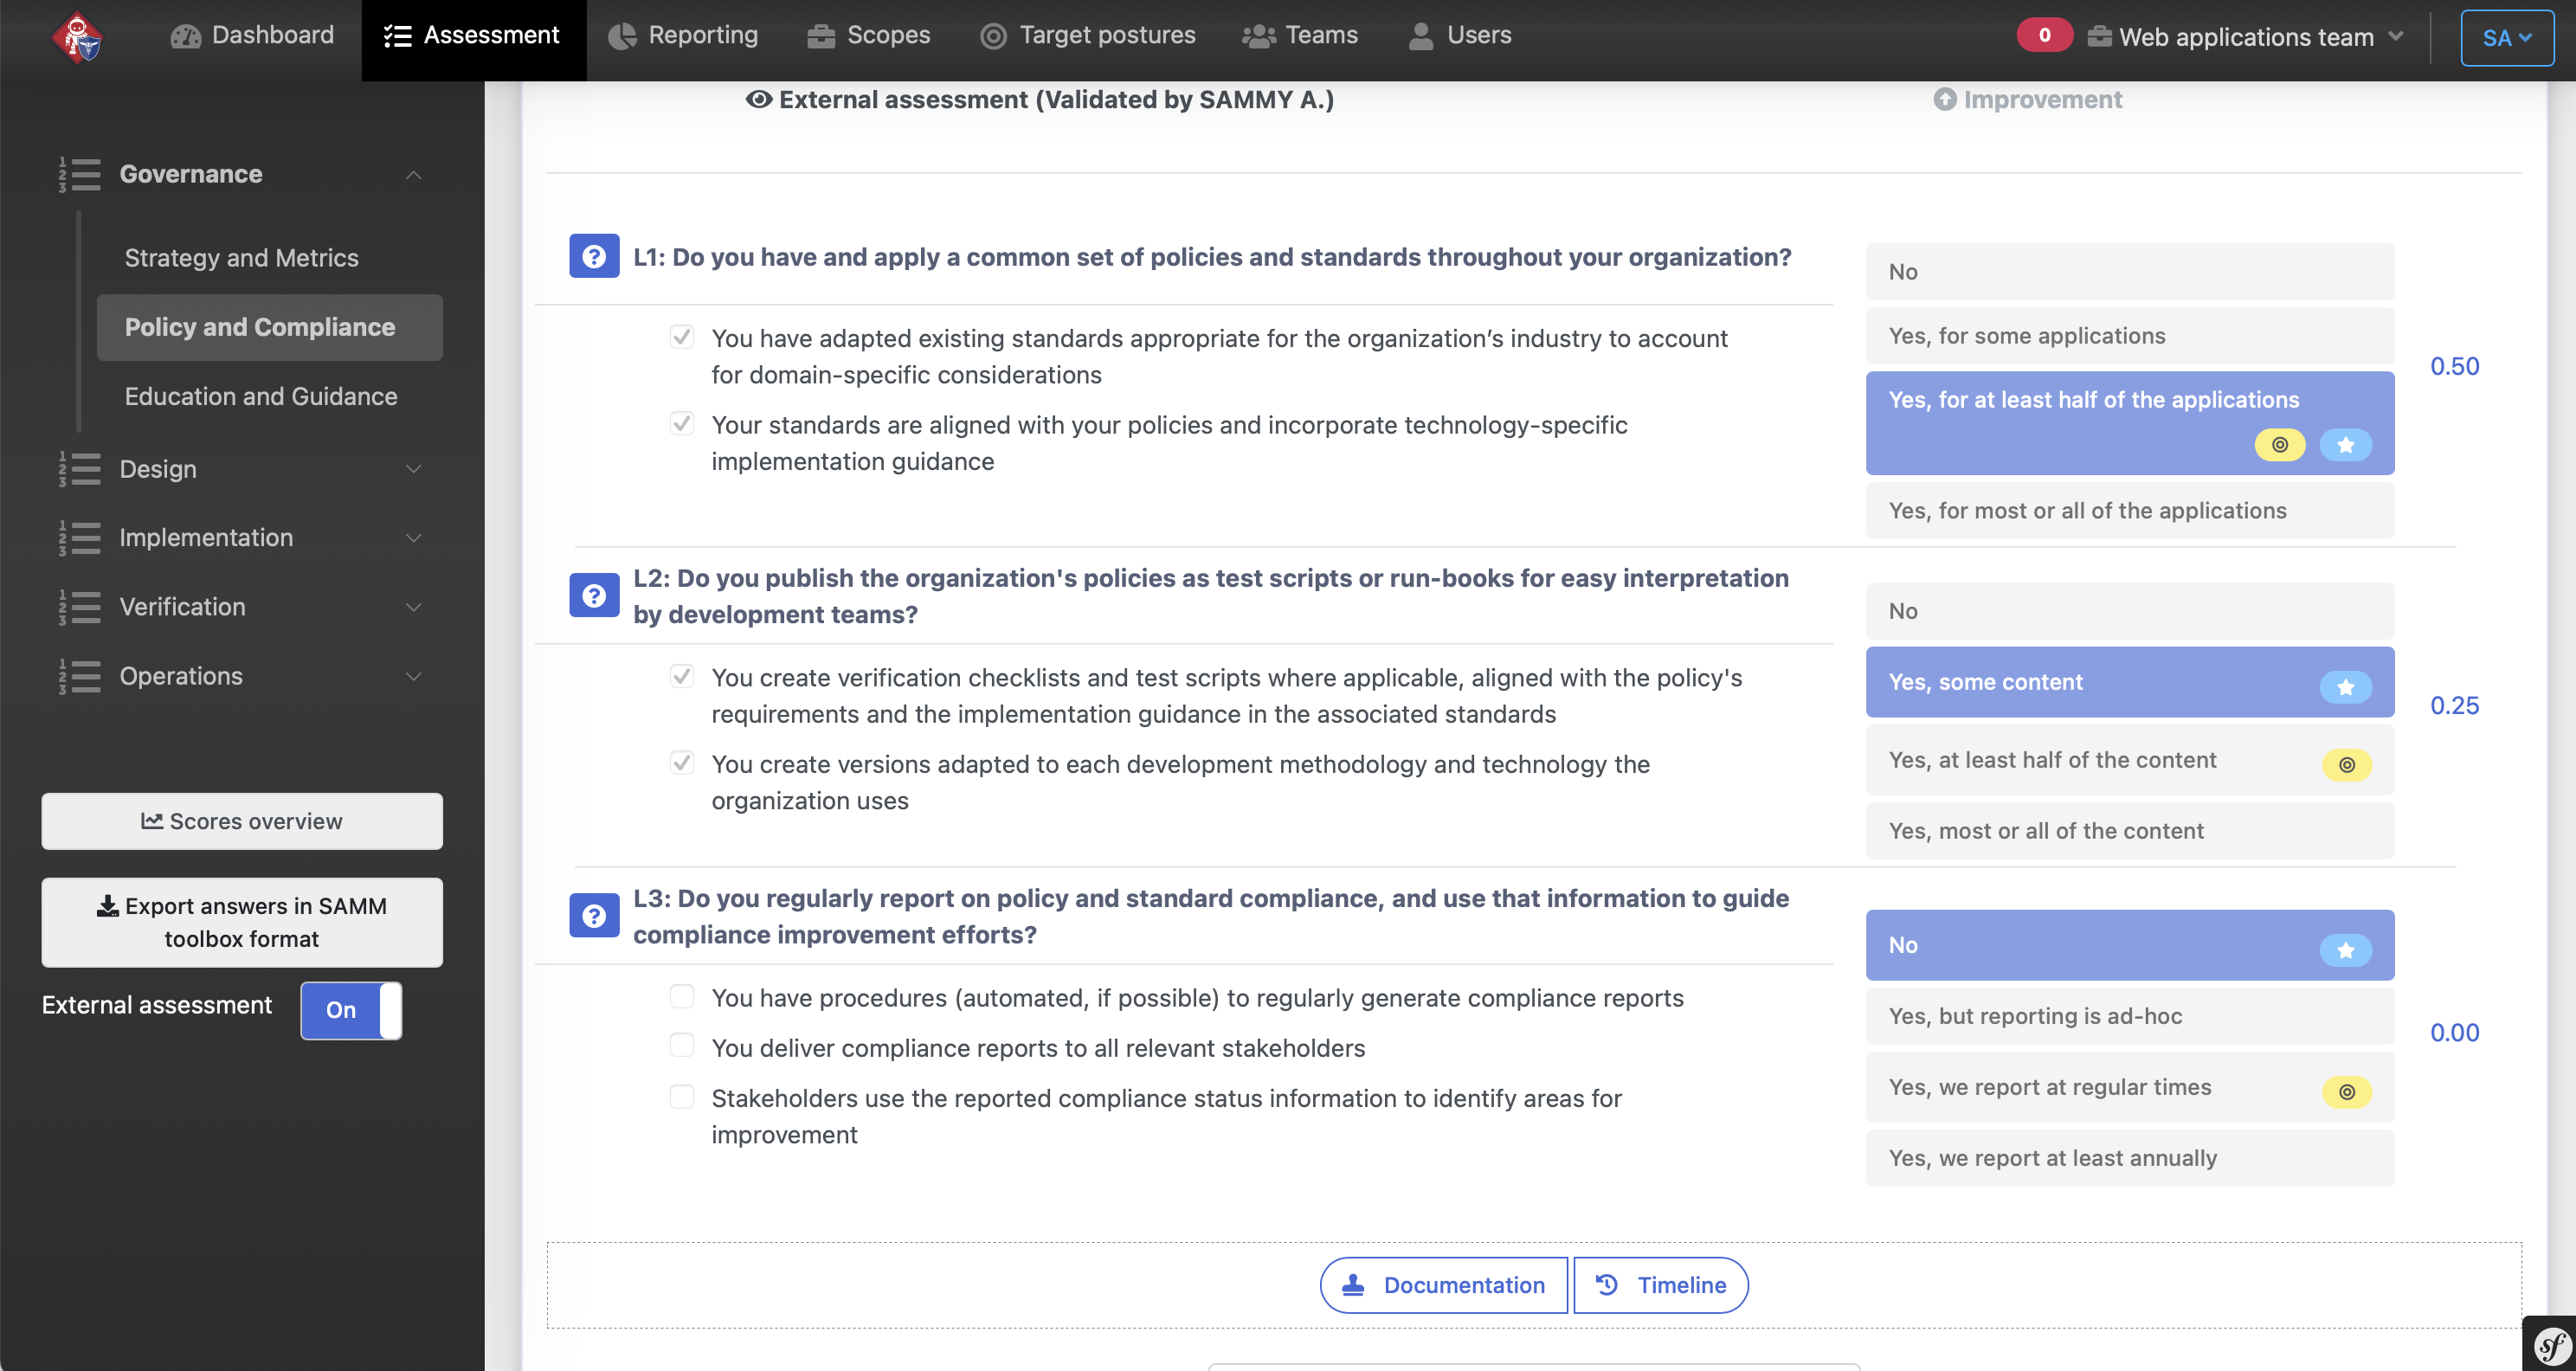 Dashboard
Assessment
Reporting
Scopes
Target postures
Teams
Users
0
Web applications team
SA
Governance
Strategy and Metrics
Policy and Compliance
Education and Guidance
Design
Implementation
Verification
Operations
Scores overview
Export answers in SAMM
toolbox format
External assessment
On
External assessment (Validated by SAMMY A.)
Improvement
L1: Do you have and apply a common set of policies and standards throughout your organization?
You have adapted existing standards appropriate for the organization’s industry to account
for domain-specific considerations
Your standards are aligned with your policies and incorporate technology-specific
implementation guidance
No
Yes, for some applications
Yes, for at least half of the applications
Yes, for most or all of the applications
0.50
L2: Do you publish the organization's policies as test scripts or run-books for easy interpretation
by development teams?
You create verification checklists and test scripts where applicable, aligned with the policy's
requirements and the implementation guidance in the associated standards
You create versions adapted to each development methodology and technology the
organization uses
No
Yes, some content
Yes, at least half of the content
Yes, most or all of the content
0.25
L3: Do you regularly report on policy and standard compliance, and use that information to guide
compliance improvement efforts?
You have procedures (automated, if possible) to regularly generate compliance reports
You deliver compliance reports to all relevant stakeholders
Stakeholders use the reported compliance status information to identify areas for
improvement
No
Yes, but reporting is ad-hoc
Yes, we report at regular times
Yes, we report at least annually
0.00
Documentation
Timeline
sf